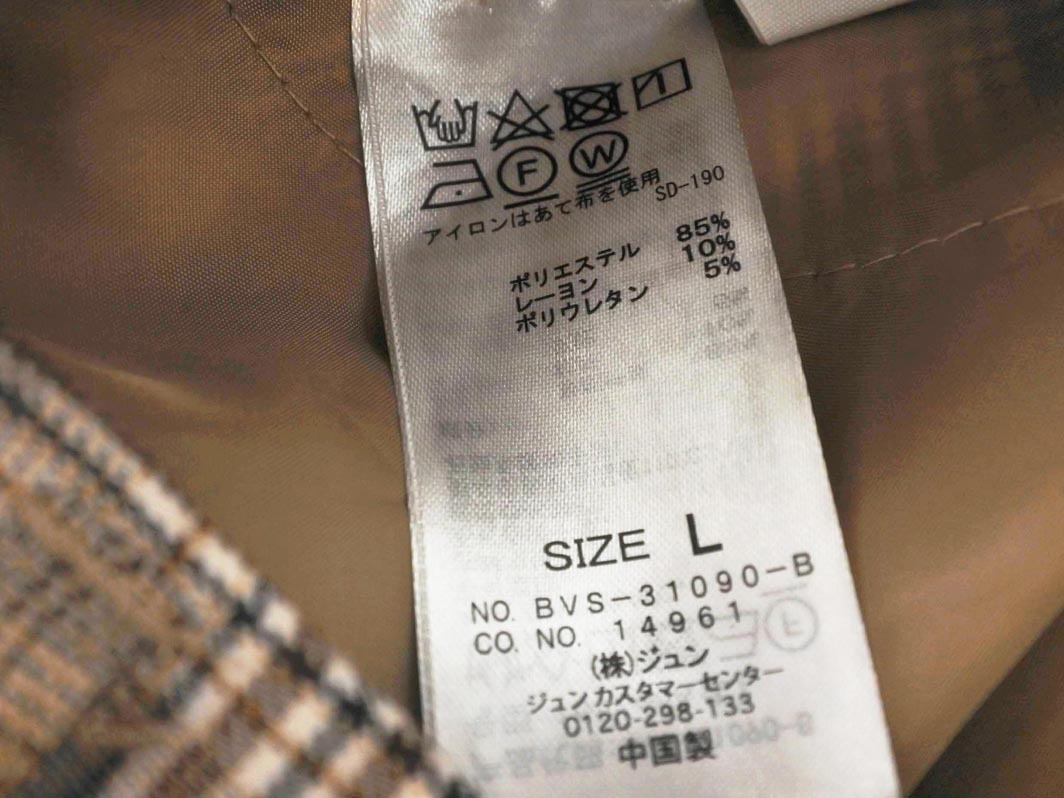 F W
アイロンはあて布を使用
SD-190
ポリエステル 85%
レーヨン 10%
ポリウレタン 5%
SIZE L
NO. BVS-31090-B
CO. NO. 14961
(株)ジュン
ジュンカスタマーセンター
0120-298-133
中国製